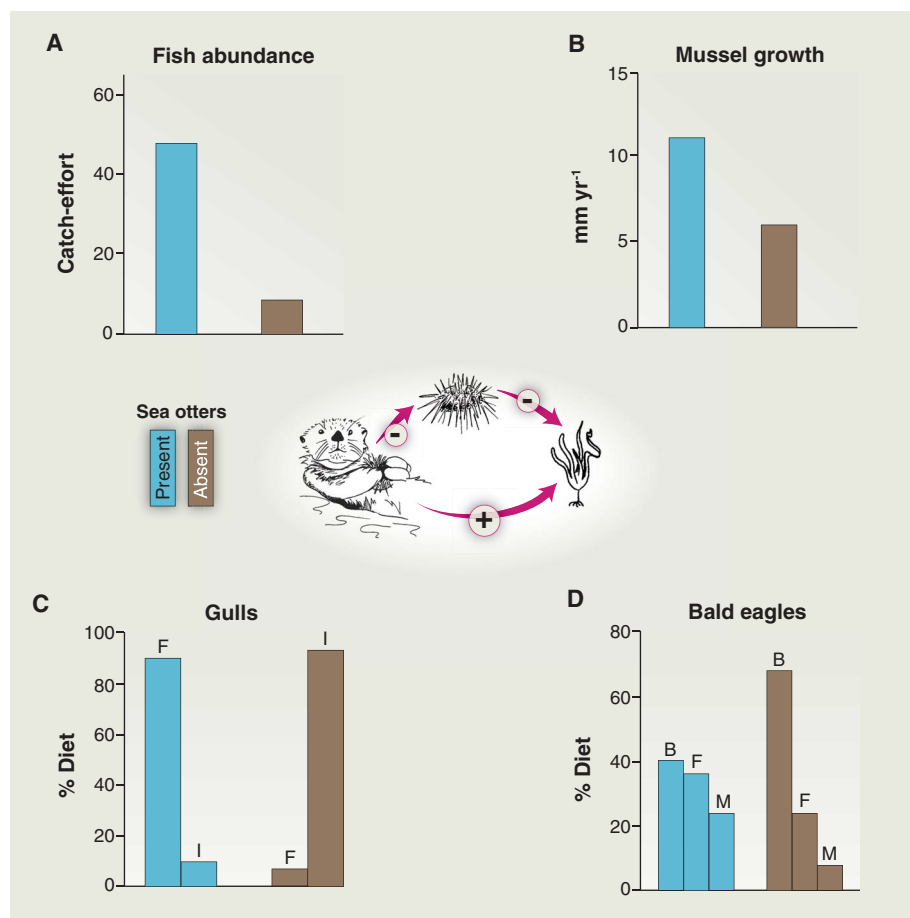 A
Fish abundance
Catch-effort
60
40
20
0
B
Mussel growth
mm yr-1
15
10
5
0
Sea otters
Present
Absent
-
-
+
C
Gulls
% Diet
100
80
60
40
20
0
F
I
F
I
D
Bald eagles
% Diet
80
60
40
20
0
B
F
M
B
F
M